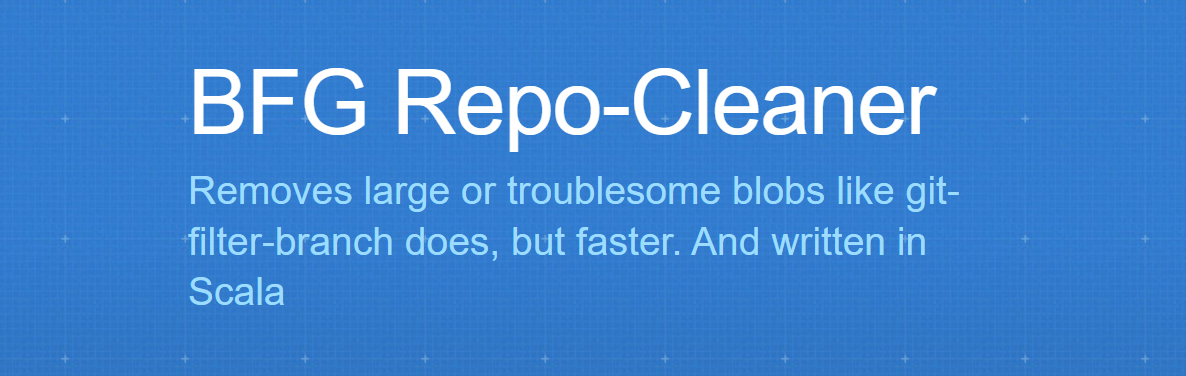 BFG Repo-Cleaner
Removes large or troublesome blobs like git-
filter-branch does, but faster. And written in
Scala